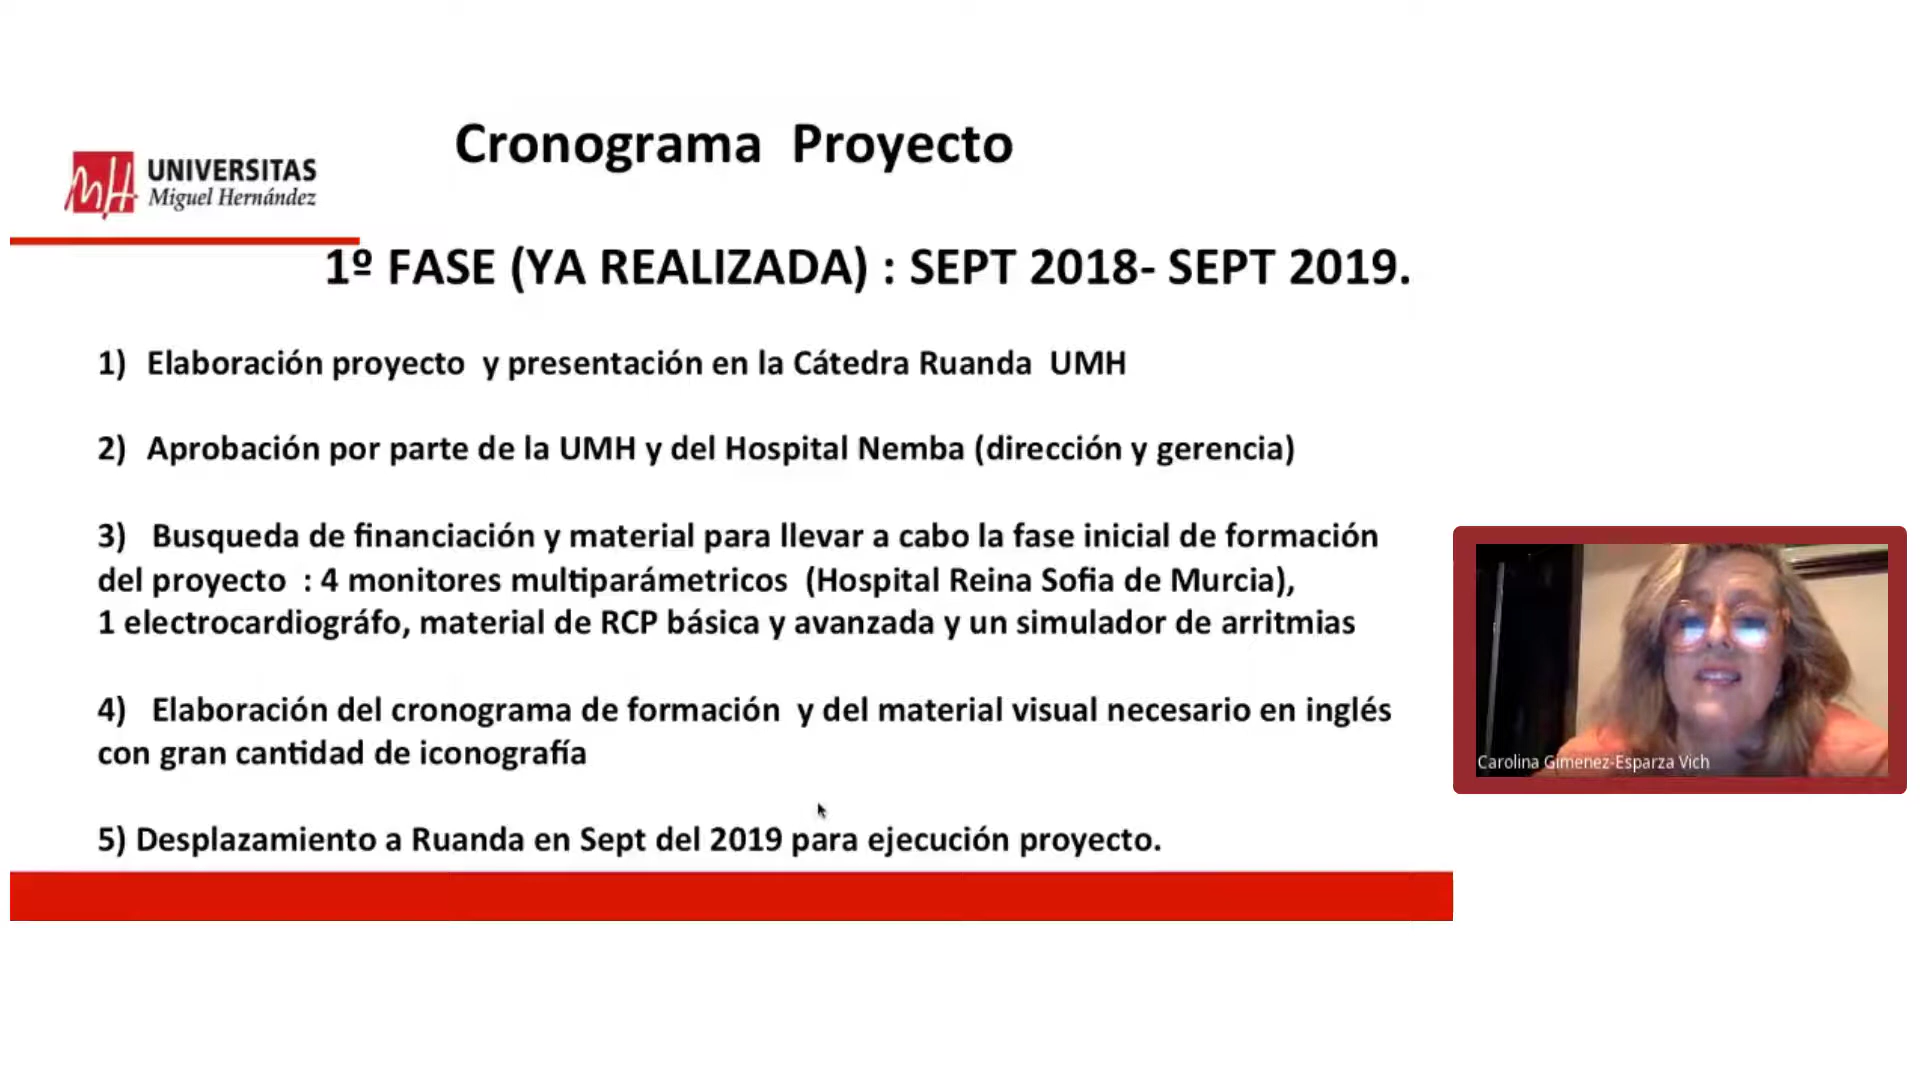 Cronograma Proyecto
UNIVERSITAS
Miguel Hernández
1º FASE (YA REALIZADA) : SEPT 2018- SEPT 2019.
1) Elaboración proyecto y presentación en la Cátedra Ruanda UMH
2) Aprobación por parte de la UMH y del Hospital Nemba (dirección y gerencia)
3) Busqueda de financiación y material para llevar a cabo la fase inicial de formación
del proyecto : 4 monitores multiparámetricos (Hospital Reina Sofia de Murcia),
1 electrocardiográfo, material de RCP básica y avanzada y un simulador de arritmias
4) Elaboración del cronograma de formación y del material visual necesario en inglés
con gran cantidad de iconografía
Carolina Gimenez-Esparza Vich
5) Desplazamiento a Ruanda en Sept del 2019 para ejecución proyecto.